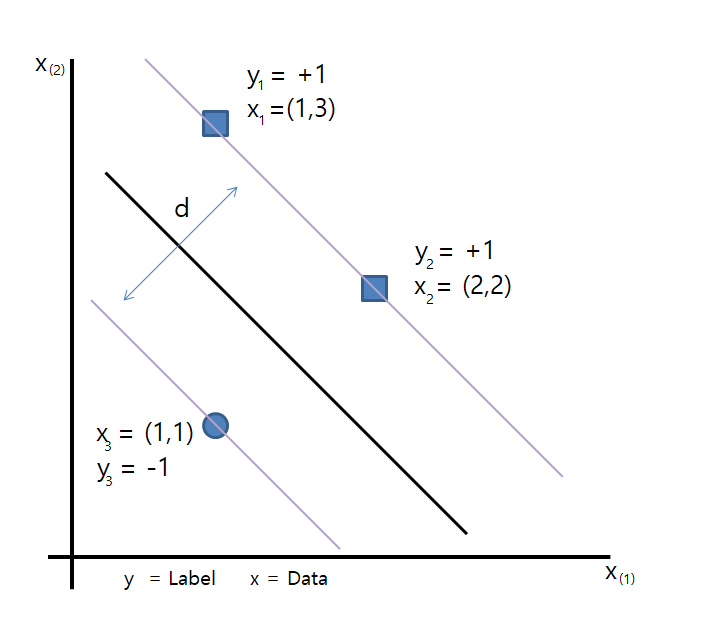 X(2)
y1 = +1
x1 =(1,3)
d
y2 = +1
x2 = (2,2)
x3 = (1,1)
y3 = -1
X(1)
y = Label x = Data